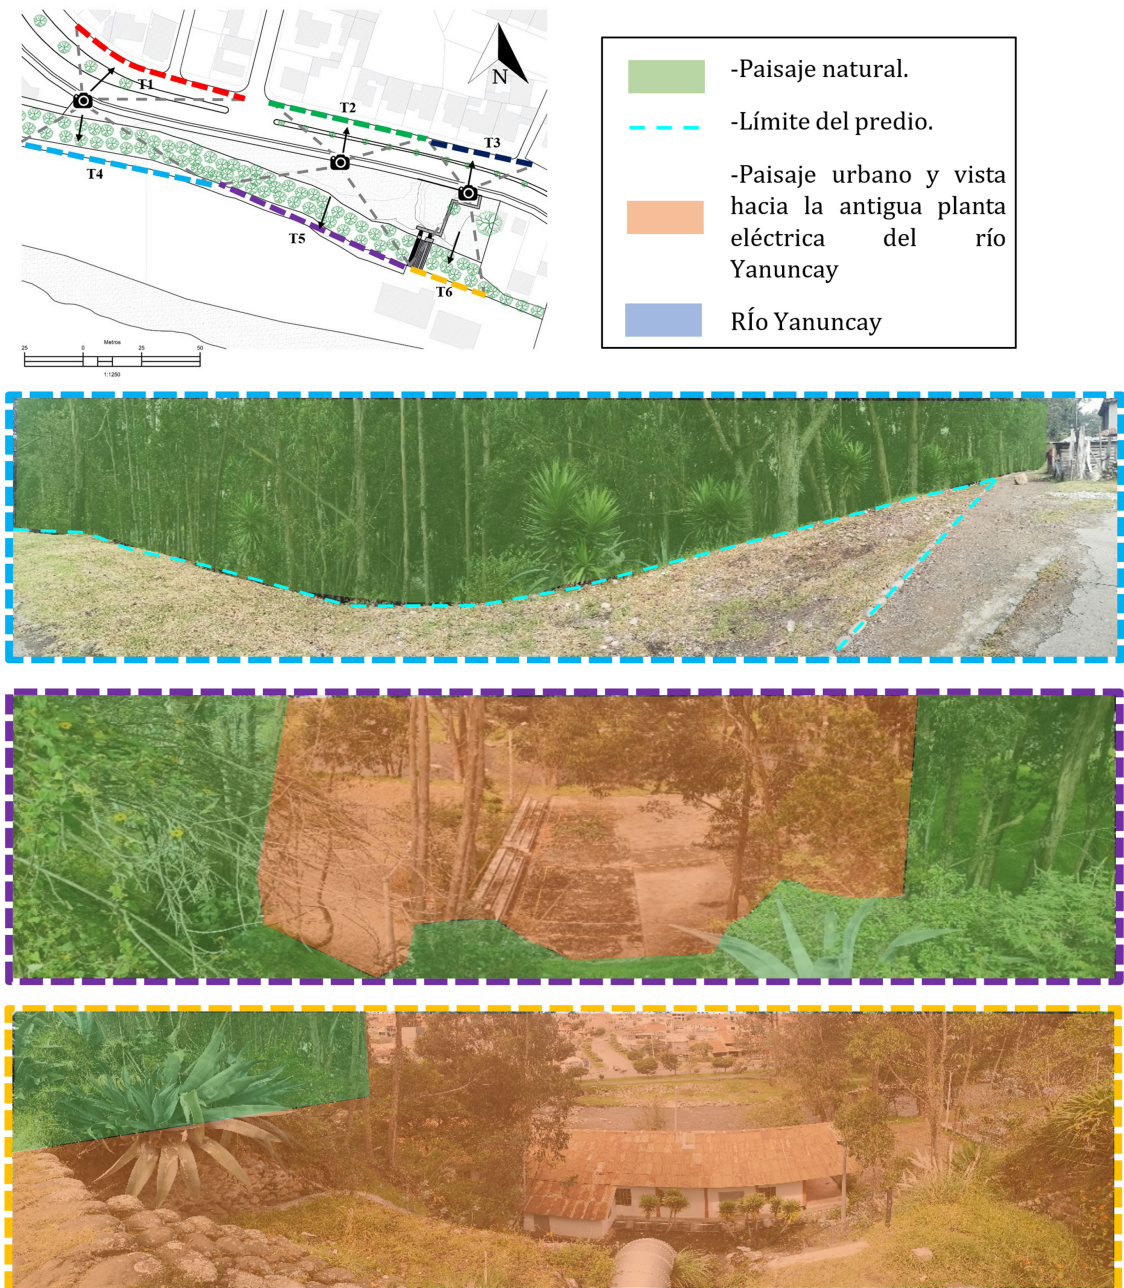 N
T1
T2
T3
T4
T5
T6
Metros
25 0 25 50
1:1250
-Paisaje natural.
-Límite del predio.
-Paisaje urbano y vista
hacia la antigua planta
eléctrica del río
Yanuncay
RÍo Yanuncay